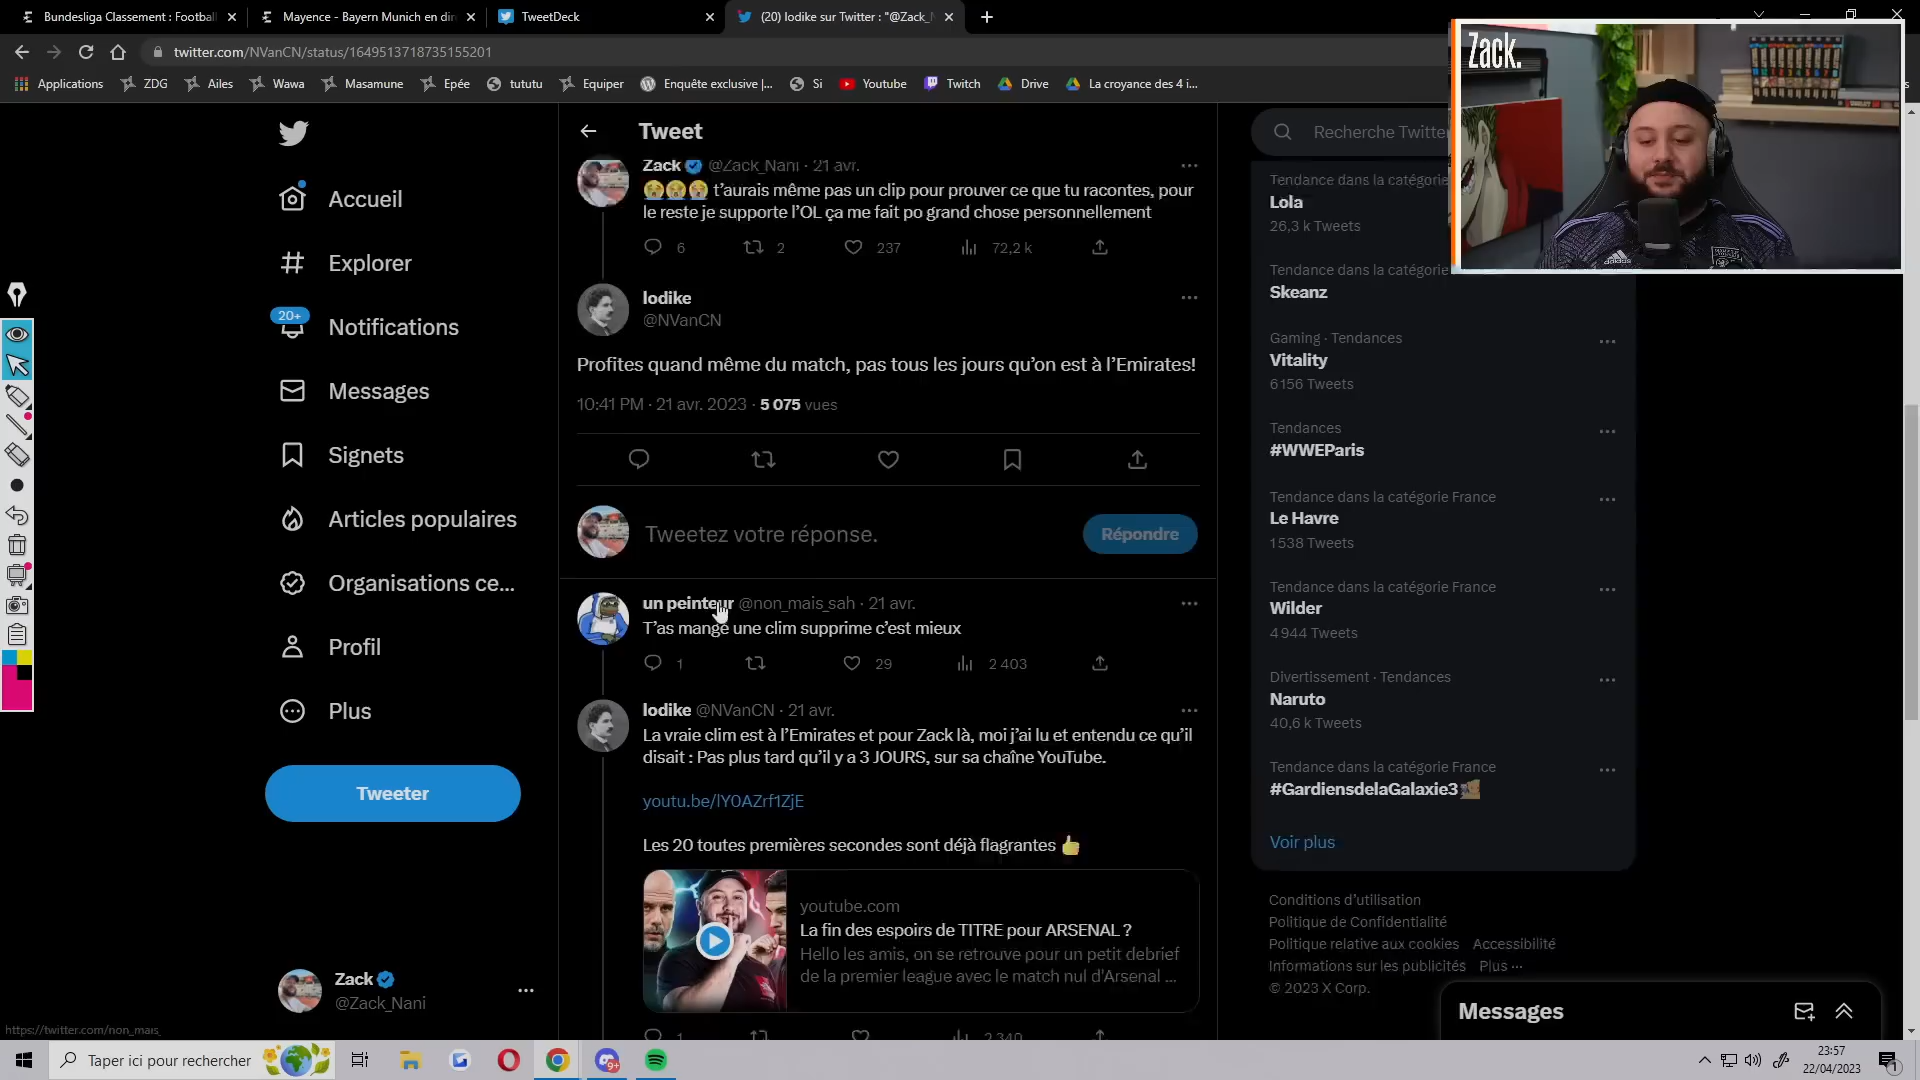 Bundesliga Classement : Football
Mayence - Bayern Munich en dir
TweetDeck
(20) lodike sur Twitter : "@Zack_N
twitter.com/NVanCN/status/1649513718735155201
Applications
ZDG
Ailes
Wawa
Masamune
Epée
tututu
Equiper
Enquête exclusive |...
Si
Youtube
Twitch
Drive
La croyance des 4 i...
Zack.
adidas
Accueil
Explorer
20+
Notifications
Messages
Signets
Articles populaires
Organisations ce...
Profil
Plus
Tweeter
Zack
@Zack_Nani
https://twitter.com/non_mais_
Tweet
Zack @Zack_Nani · 21 avr.
😭😭😭 t'aurais même pas un clip pour prouver ce que tu racontes, pour
le reste je supporte l'OL ça me fait po grand chose personnellement
6 2 237 72,2 k
lodike
@NVanCN
Profites quand même du match, pas tous les jours qu'on est à l'Emirates!
10:41 PM · 21 avr. 2023 · 5 075 vues
Tweetez votre réponse.
Répondre
un peinteur @non_mais_sah · 21 avr.
T'as mangé une clim supprime c'est mieux
1 29 2 403
lodike @NVanCN · 21 avr.
La vraie clim est à l'Emirates et pour Zack là, moi j'ai lu et entendu ce qu'il
disait : Pas plus tard qu'il y a 3 JOURS, sur sa chaîne YouTube.
youtu.be/lY0AZrf1ZjE
Les 20 toutes premières secondes sont déjà flagrantes 👍
youtube.com
La fin des espoirs de TITRE pour ARSENAL ?
Hello les amis, on se retrouve pour un petit debrief
de la premier league avec le match nul d'Arsenal ...
1 2 340
Recherche Twitter
Tendance dans la catégorie
Lola
26,3 k Tweets
Tendance dans la catégorie
Skeanz
Gaming · Tendances
Vitality
6 156 Tweets
Tendances
#WWEParis
Tendance dans la catégorie France
Le Havre
1 538 Tweets
Tendance dans la catégorie France
Wilder
4 944 Tweets
Divertissement · Tendances
Naruto
40,6 k Tweets
Tendance dans la catégorie France
#GardiensdelaGalaxie3
Voir plus
Conditions d'utilisation
Politique de Confidentialité
Politique relative aux cookies Accessibilité
Informations sur les publicités Plus ···
© 2023 X Corp.
Messages
Taper ici pour rechercher
9+
23:57
22/04/2023
1